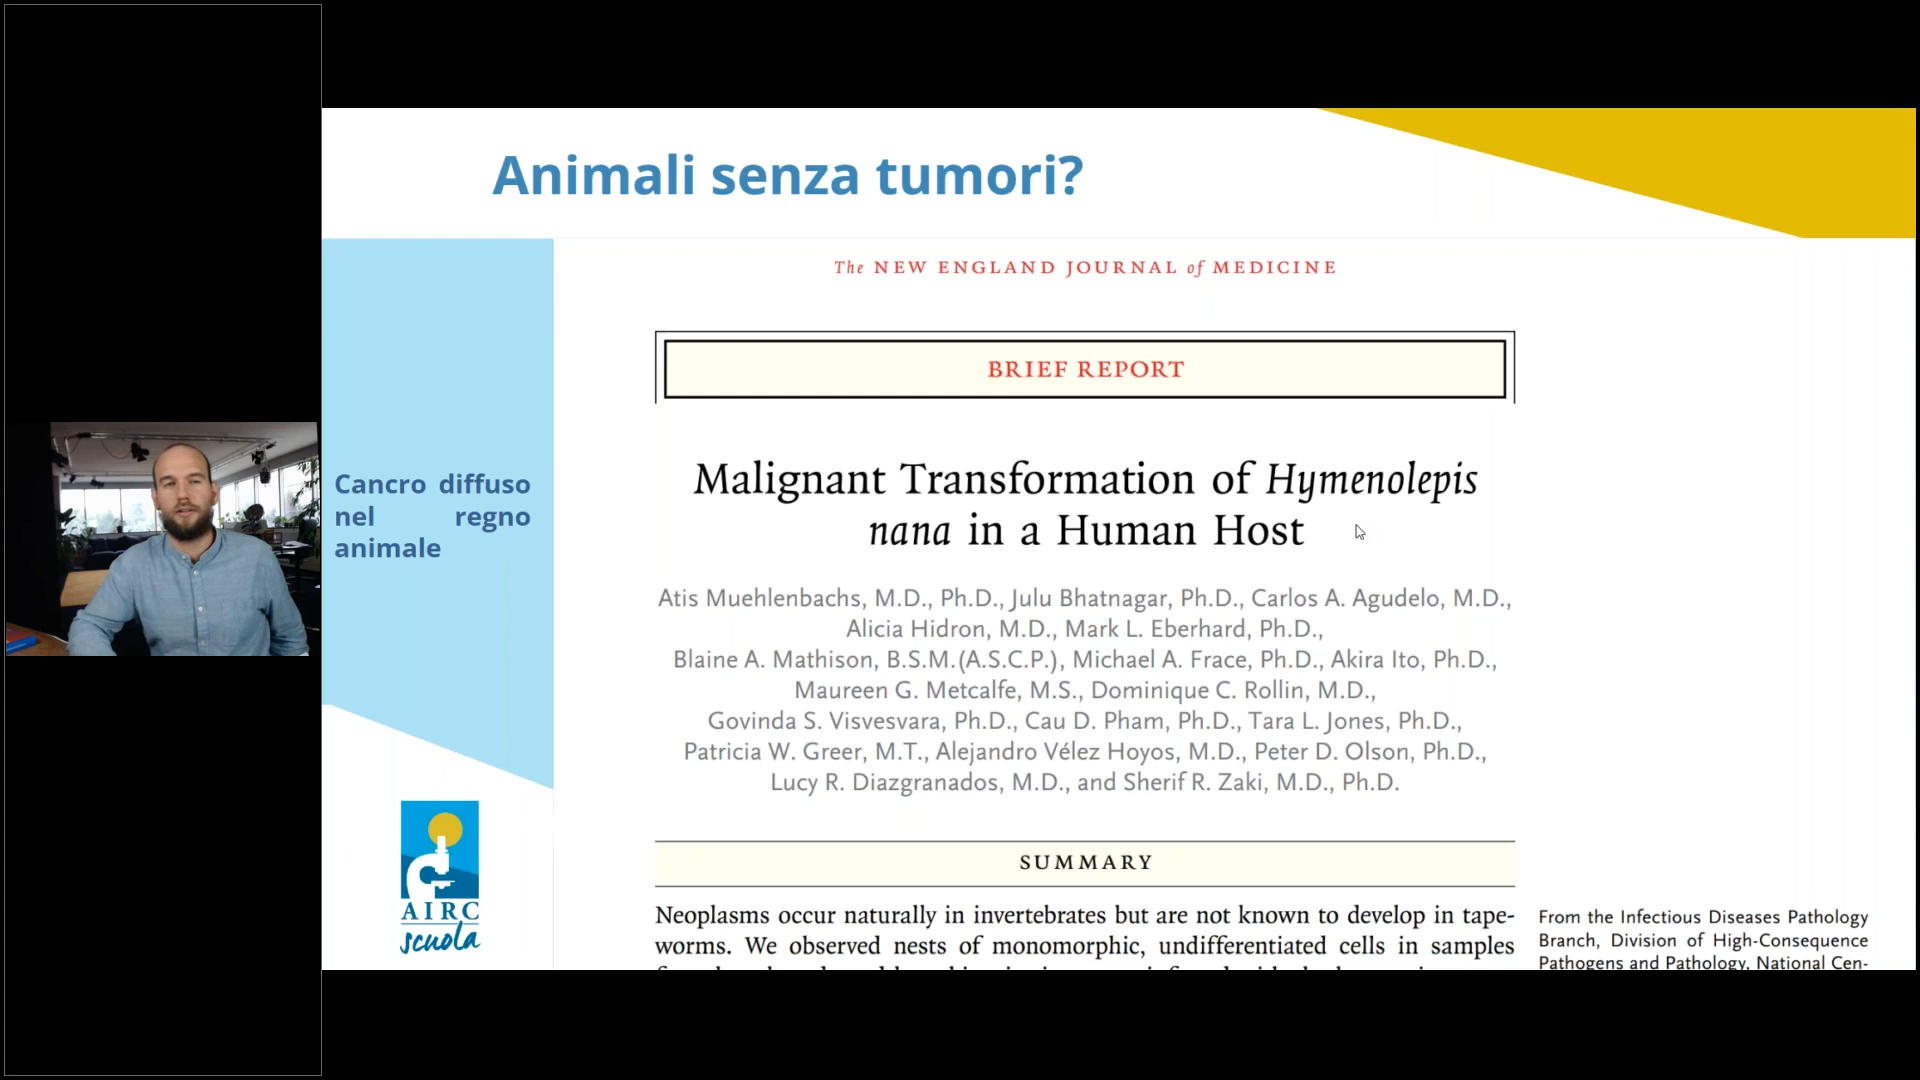 Animali senza tumori?
Cancro diffuso
nel regno
animale
AIRC
scuola
The NEW ENGLAND JOURNAL of MEDICINE
BRIEF REPORT
Malignant Transformation of Hymenolepis
nana in a Human Host
Atis Muehlenbachs, M.D., Ph.D., Julu Bhatnagar, Ph.D., Carlos A. Agudelo, M.D.,
Alicia Hidron, M.D., Mark L. Eberhard, Ph.D.,
Blaine A. Mathison, B.S.M.(A.S.C.P.), Michael A. Frace, Ph.D., Akira Ito, Ph.D.,
Maureen G. Metcalfe, M.S., Dominique C. Rollin, M.D.,
Govinda S. Visvesvara, Ph.D., Cau D. Pham, Ph.D., Tara L. Jones, Ph.D.,
Patricia W. Greer, M.T., Alejandro Vélez Hoyos, M.D., Peter D. Olson, Ph.D.,
Lucy R. Diazgranados, M.D., and Sherif R. Zaki, M.D., Ph.D.
SUMMARY
Neoplasms occur naturally in invertebrates but are not known to develop in tape-
worms. We observed nests of monomorphic, undifferentiated cells in samples
From the Infectious Diseases Pathology
Branch, Division of High-Consequence
Pathogens and Pathology, National Cen-